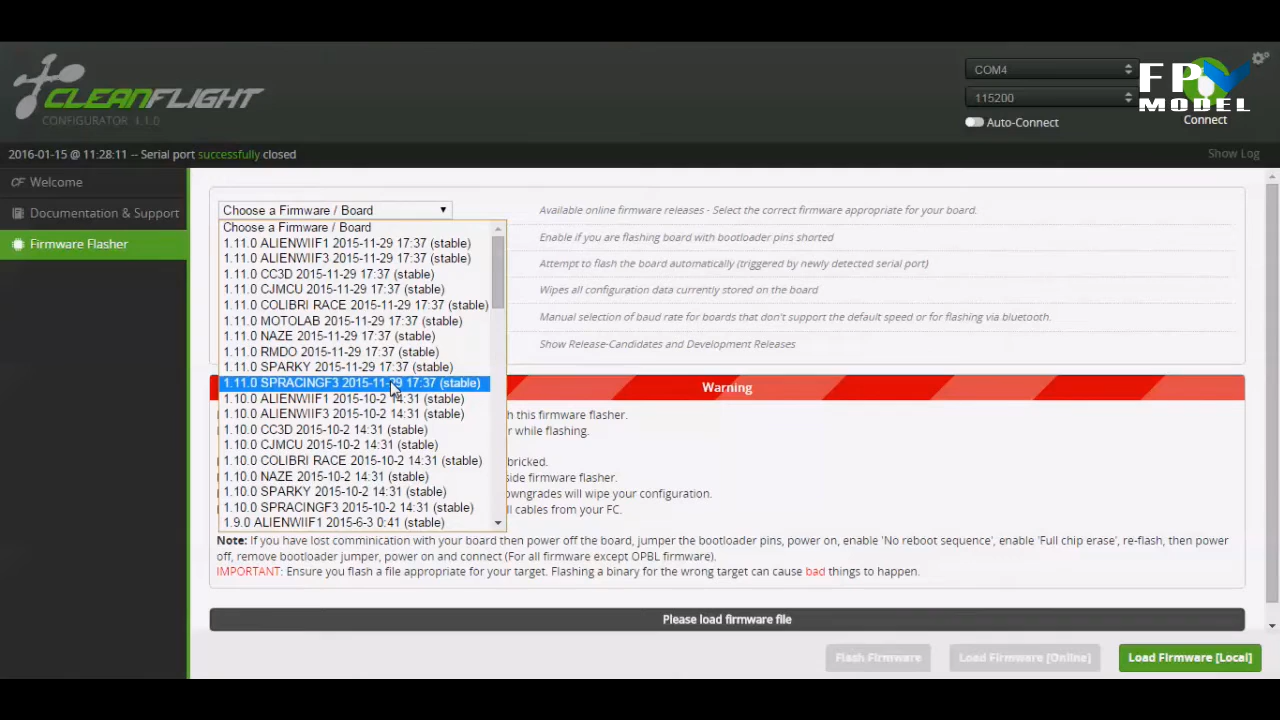 CLEANFLIGHT
CONFIGURATOR 1.1.0
COM4
115200
Auto-Connect
FPV
MODEL
Connect
2016-01-15 @ 11:28:11 -- Serial port successfully closed
Show Log
CF Welcome
Documentation & Support
Firmware Flasher
Choose a Firmware / Board
Available online firmware releases - Select the correct firmware appropriate for your board.
Choose a Firmware / Board
1.11.0 ALIENWIIF1 2015-11-29 17:37 (stable)
1.11.0 ALIENWIIF3 2015-11-29 17:37 (stable)
1.11.0 CC3D 2015-11-29 17:37 (stable)
1.11.0 CJMCU 2015-11-29 17:37 (stable)
1.11.0 COLIBRI RACE 2015-11-29 17:37 (stable)
1.11.0 MOTOLAB 2015-11-29 17:37 (stable)
1.11.0 NAZE 2015-11-29 17:37 (stable)
1.11.0 RMDO 2015-11-29 17:37 (stable)
1.11.0 SPARKY 2015-11-29 17:37 (stable)
1.11.0 SPRACINGF3 2015-11-29 17:37 (stable)
1.10.0 ALIENWIIF1 2015-10-2 14:31 (stable)
1.10.0 ALIENWIIF3 2015-10-2 14:31 (stable)
1.10.0 CC3D 2015-10-2 14:31 (stable)
1.10.0 CJMCU 2015-10-2 14:31 (stable)
1.10.0 COLIBRI RACE 2015-10-2 14:31 (stable)
1.10.0 NAZE 2015-10-2 14:31 (stable)
1.10.0 SPARKY 2015-10-2 14:31 (stable)
1.10.0 SPRACINGF3 2015-10-2 14:31 (stable)
1.9.0 ALIENWIIF1 2015-6-3 0:41 (stable)
Enable if you are flashing board with bootloader pins shorted
Attempt to flash the board automatically (triggered by newly detected serial port)
Wipes all configuration data currently stored on the board
Manual selection of baud rate for boards that don't support the default speed or for flashing via bluetooth.
Show Release-Candidates and Development Releases
Warning
h this firmware flasher.
r while flashing.
bricked.
side firmware flasher.
owngrades will wipe your configuration.
ll cables from your FC.
Note: If you have lost commincation with your board then power off the board, jumper the bootloader pins, power on, enable 'No reboot sequence', enable 'Full chip erase', re-flash, then power
off, remove bootloader jumper, power on and connect (For all firmware except OPBL firmware).
IMPORTANT: Ensure you flash a file appropriate for your target. Flashing a binary for the wrong target can cause bad things to happen.
Please load firmware file
Flash Firmware
Load Firmware [Online]
Load Firmware [Local]